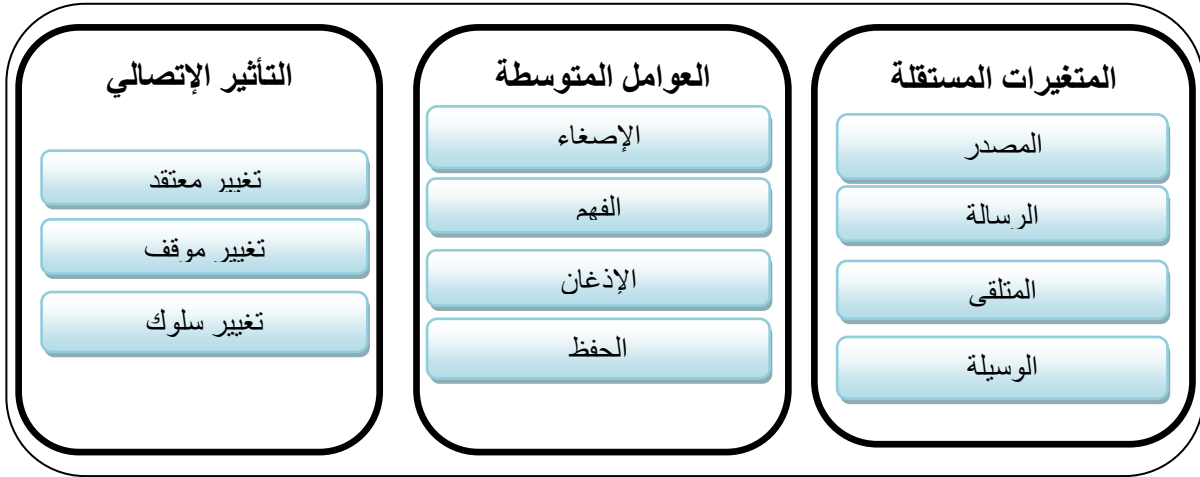 المتغيرات المستقلة
المصدر
الرسالة
المتلقى
الوسيلة
العوامل المتوسطة
الإصغاء
الفهم
الإذغان
الحفظ
التأثير الإتصالي
تغيير معتقد
تغيير موقف
تغيير سلوك